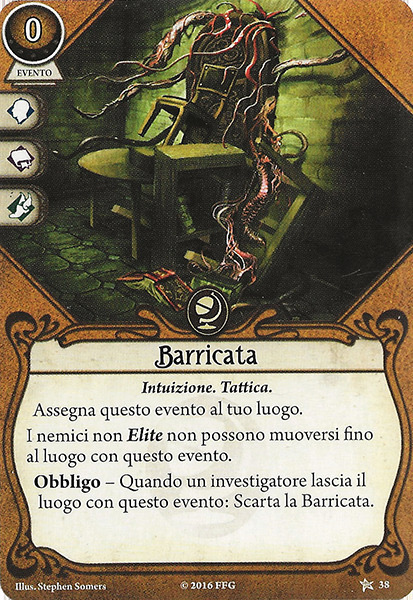 0
EVENTO
Barricata
Intuizione. Tattica.
Assegna questo evento al tuo luogo.
I nemici non Elite non possono muoversi fino
al luogo con questo evento.
Obbligo – Quando un investigatore lascia il
luogo con questo evento: Scarta la Barricata.
Illus. Stephen Somers
© 2016 FFG
38